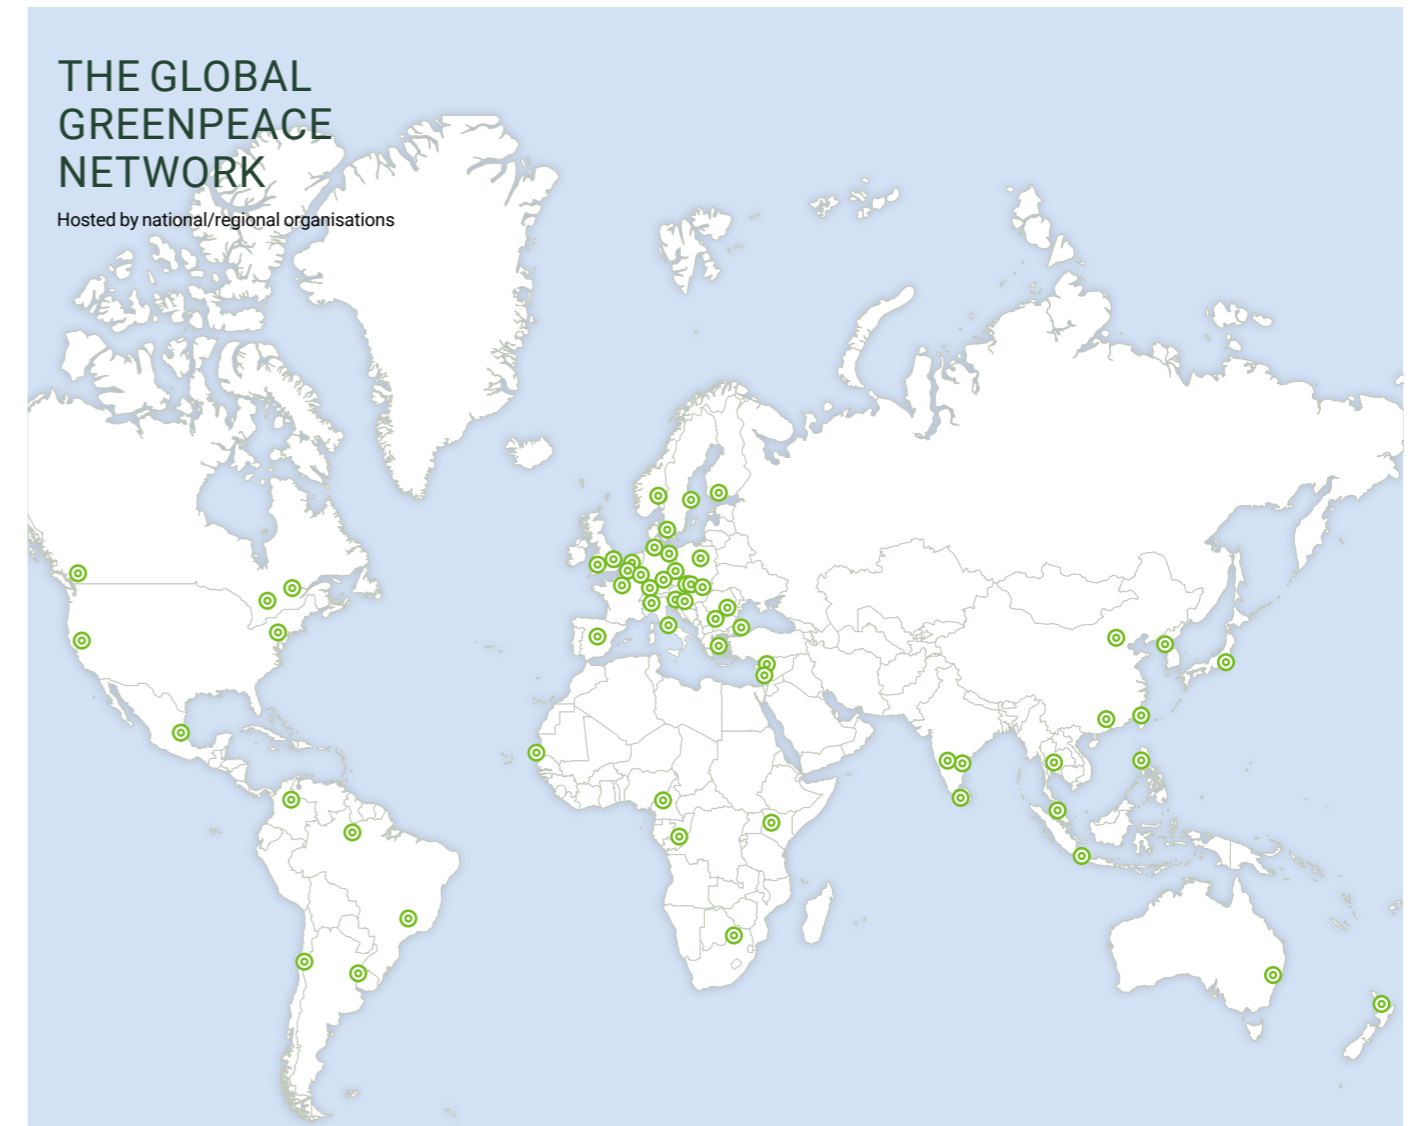 THE GLOBAL
GREENPEACE
NETWORK
Hosted by national/regional organisations